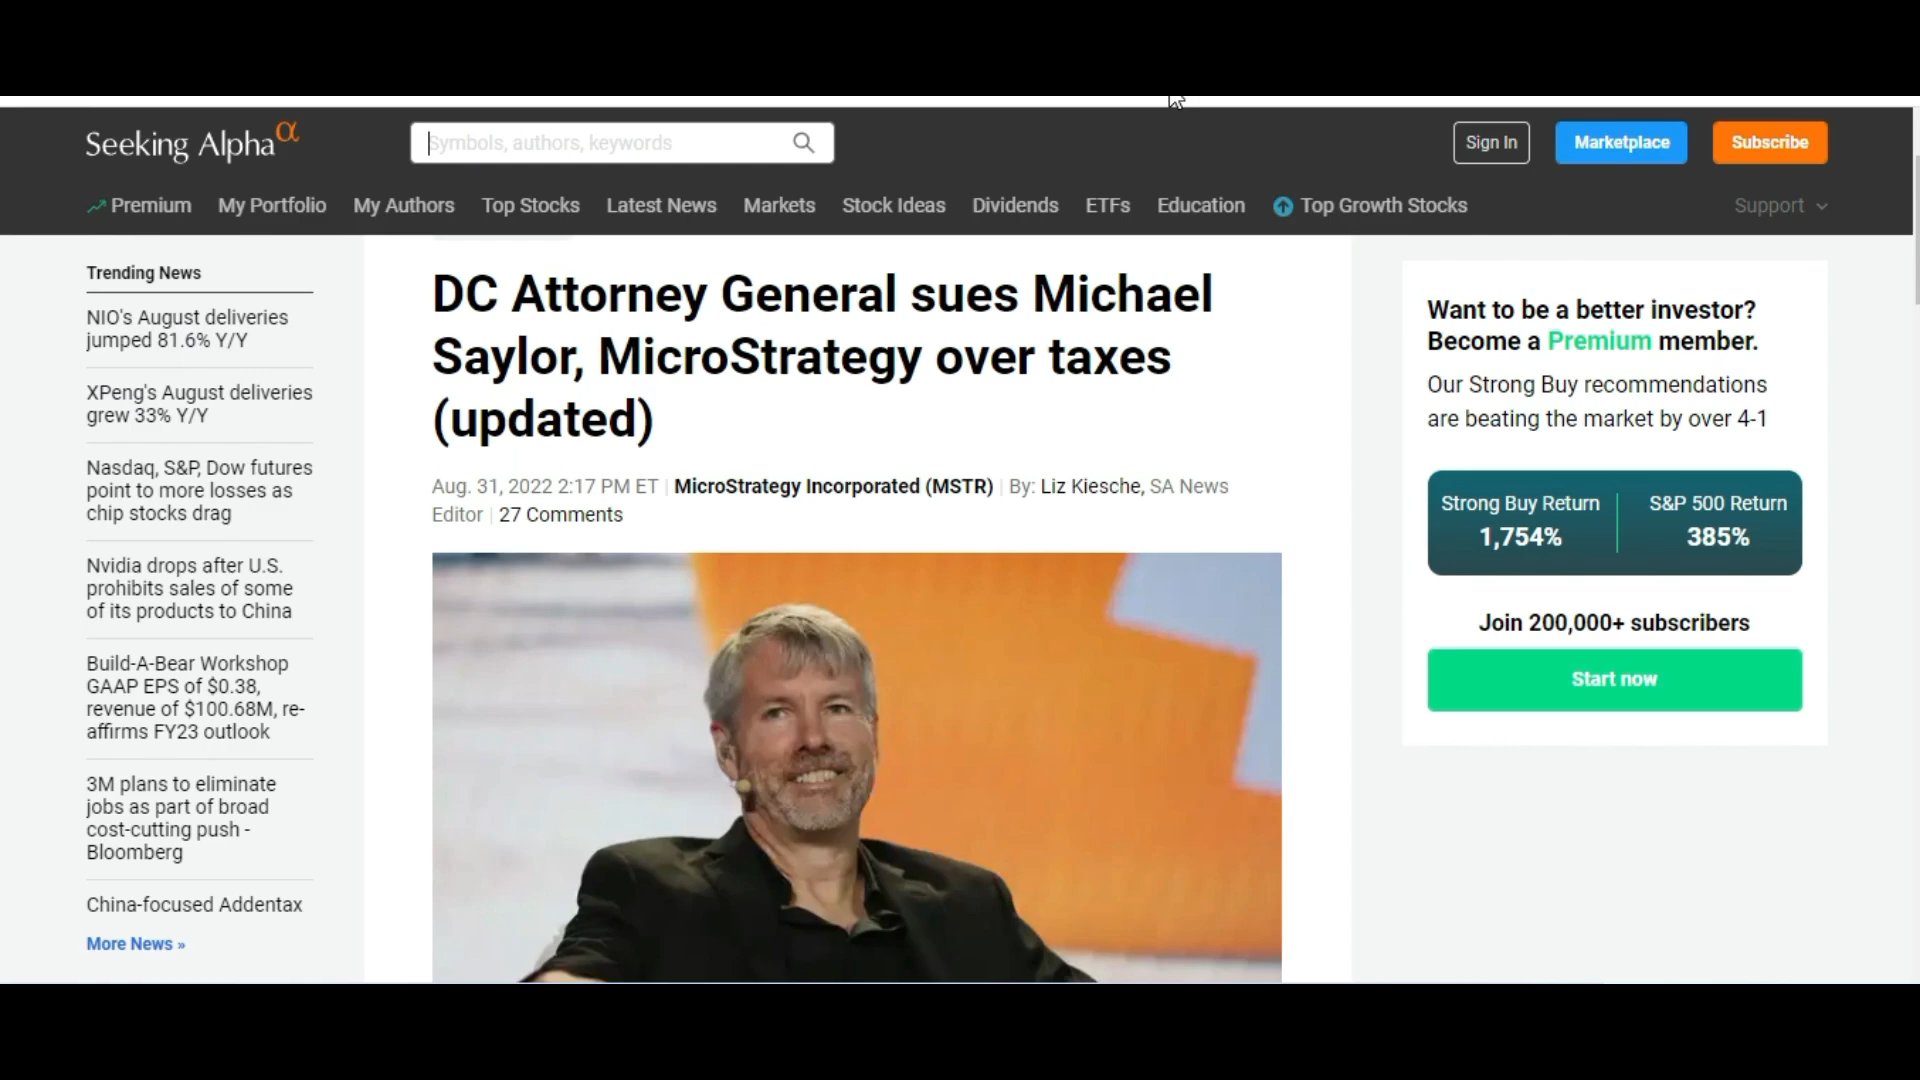 Seeking Alpha α
Symbols, authors, keywords
Sign In
Marketplace
Subscribe
Premium
My Portfolio
My Authors
Top Stocks
Latest News
Markets
Stock Ideas
Dividends
ETFs
Education
Top Growth Stocks
Support
Trending News
NIO's August deliveries
jumped 81.6% Y/Y
XPeng's August deliveries
grew 33% Y/Y
Nasdaq, S&P, Dow futures
point to more losses as
chip stocks drag
Nvidia drops after U.S.
prohibits sales of some
of its products to China
Build-A-Bear Workshop
GAAP EPS of $0.38,
revenue of $100.68M, re-
affirms FY23 outlook
3M plans to eliminate
jobs as part of broad
cost-cutting push -
Bloomberg
China-focused Addentax
More News »
DC Attorney General sues Michael
Saylor, MicroStrategy over taxes
(updated)
Aug. 31, 2022 2:17 PM ET | MicroStrategy Incorporated (MSTR) | By: Liz Kiesche, SA News
Editor | 27 Comments
Want to be a better investor?
Become a Premium member.
Our Strong Buy recommendations
are beating the market by over 4-1
Strong Buy Return
1,754%
S&P 500 Return
385%
Join 200,000+ subscribers
Start now